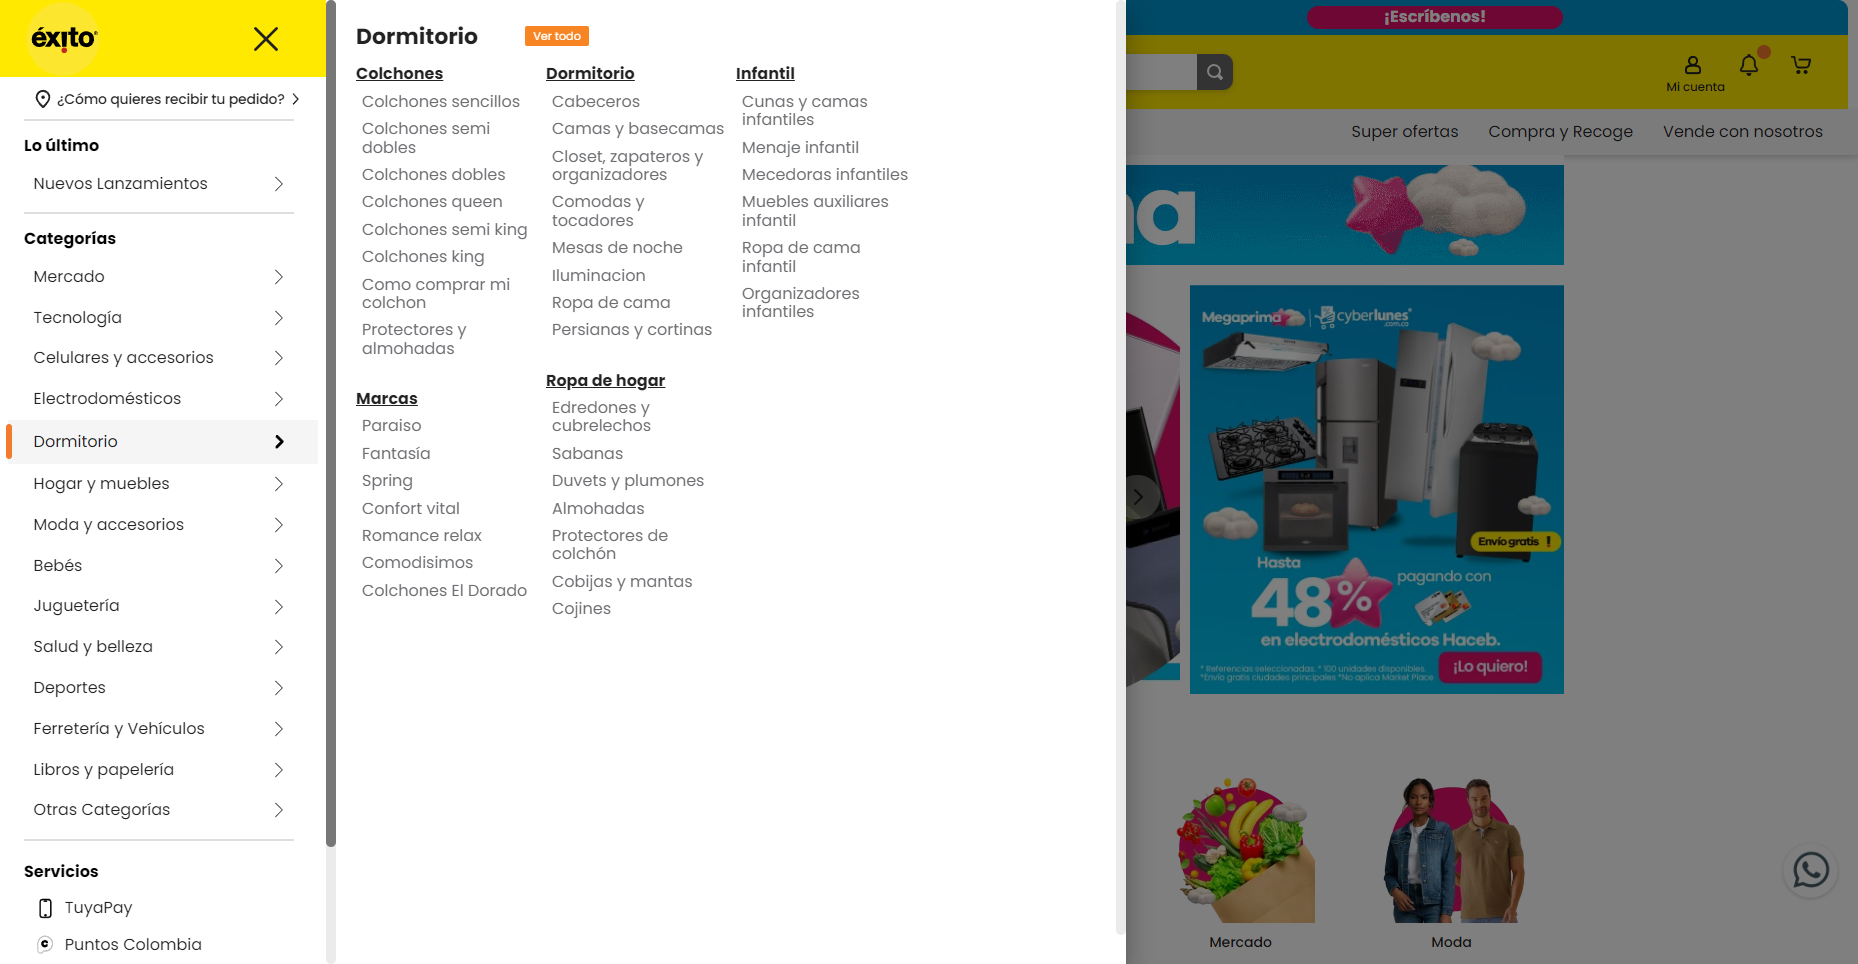 éxito
¿Cómo quieres recibir tu pedido?
Lo último
Nuevos Lanzamientos
Categorías
Mercado
Tecnología
Celulares y accesorios
Electrodomésticos
Dormitorio
Hogar y muebles
Moda y accesorios
Bebés
Juguetería
Salud y belleza
Deportes
Ferretería y Vehículos
Libros y papelería
Otras Categorías
Servicios
TuyaPay
Puntos Colombia
Dormitorio
Ver todo
Colchones
Colchones sencillos
Colchones semi
dobles
Colchones dobles
Colchones queen
Colchones semi king
Colchones king
Como comprar mi
colchon
Protectores y
almohadas
Marcas
Paraiso
Fantasía
Spring
Confort vital
Romance relax
Comodisimos
Colchones El Dorado
Dormitorio
Cabeceros
Camas y basecamas
Closet, zapateros y
organizadores
Comodas y
tocadores
Mesas de noche
Iluminacion
Ropa de cama
Persianas y cortinas
Ropa de hogar
Edredones y
cubrelechos
Sabanas
Duvets y plumones
Almohadas
Protectores de
colchón
Cobijas y mantas
Cojines
Infantil
Cunas y camas
infantiles
Menaje infantil
Mecedoras infantiles
Muebles auxiliares
infantil
Ropa de cama
infantil
Organizadores
infantiles
¡Escríbenos!
Mi cuenta
Super ofertas
Compra y Recoge
Vende con nosotros
Megaprima
cyberlunes
.com.co
Envío gratis !
Hasta
48%
pagando con
en electrodomésticos Haceb.
* Referencias seleccionadas. * 100 unidades disponibles.
*Envío gratis ciudades principales *No aplica Market Place
¡Lo quiero!
Mercado
Moda